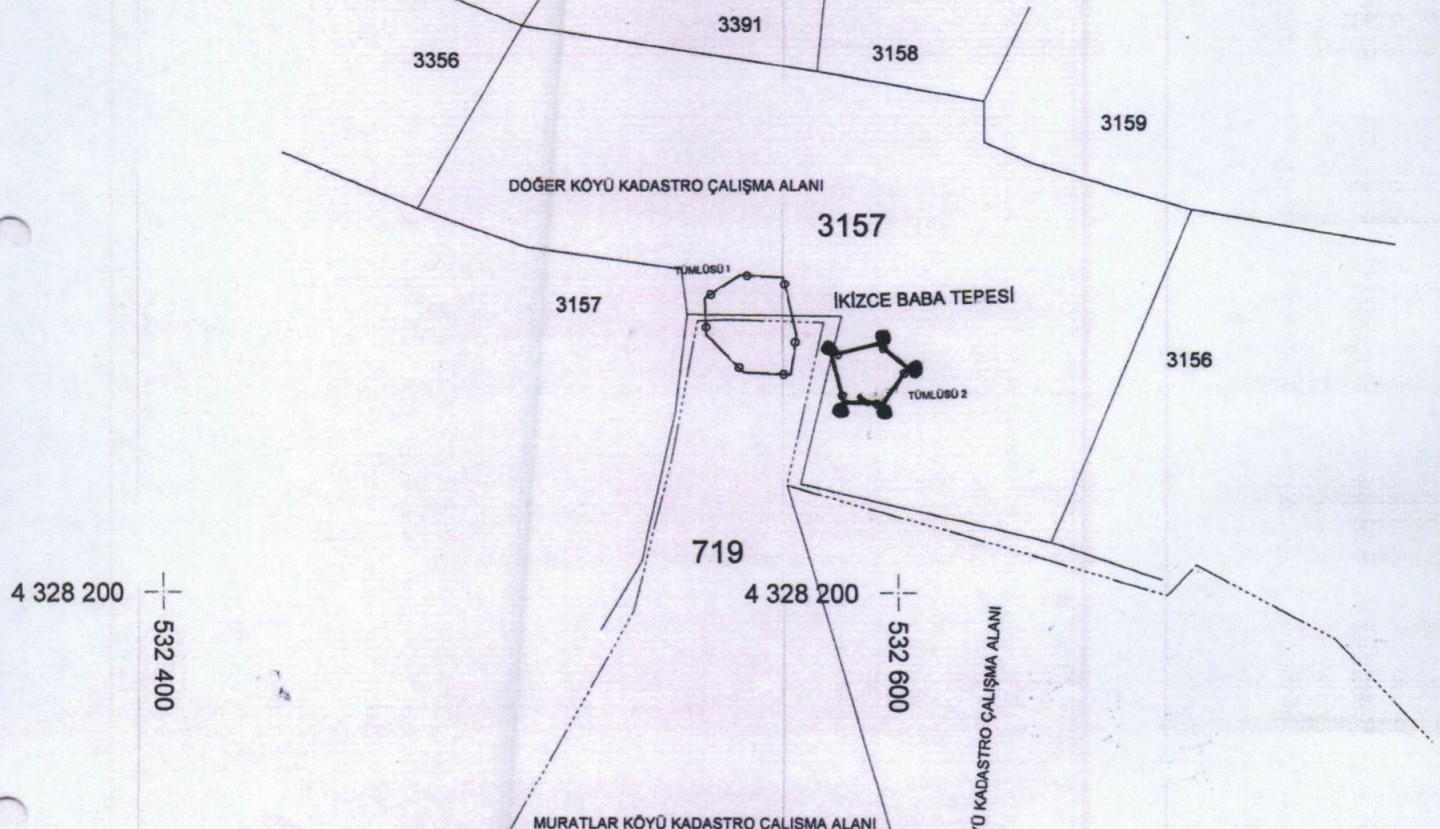 3391
3158
3356
3159
DÖĞER KÖYÜ KADASTRO ÇALIŞMA ALANI
3157
TÜMLÜSÜ 1
3157
İKİZCE BABA TEPESİ
3156
TÜMLÜSÜ 2
719
4 328 200
4 328 200
532 400
532 600
KADASTRO ÇALIŞMA ALANI
MURATLAR KÖYÜ KADASTRO ÇALIŞMA ALANI